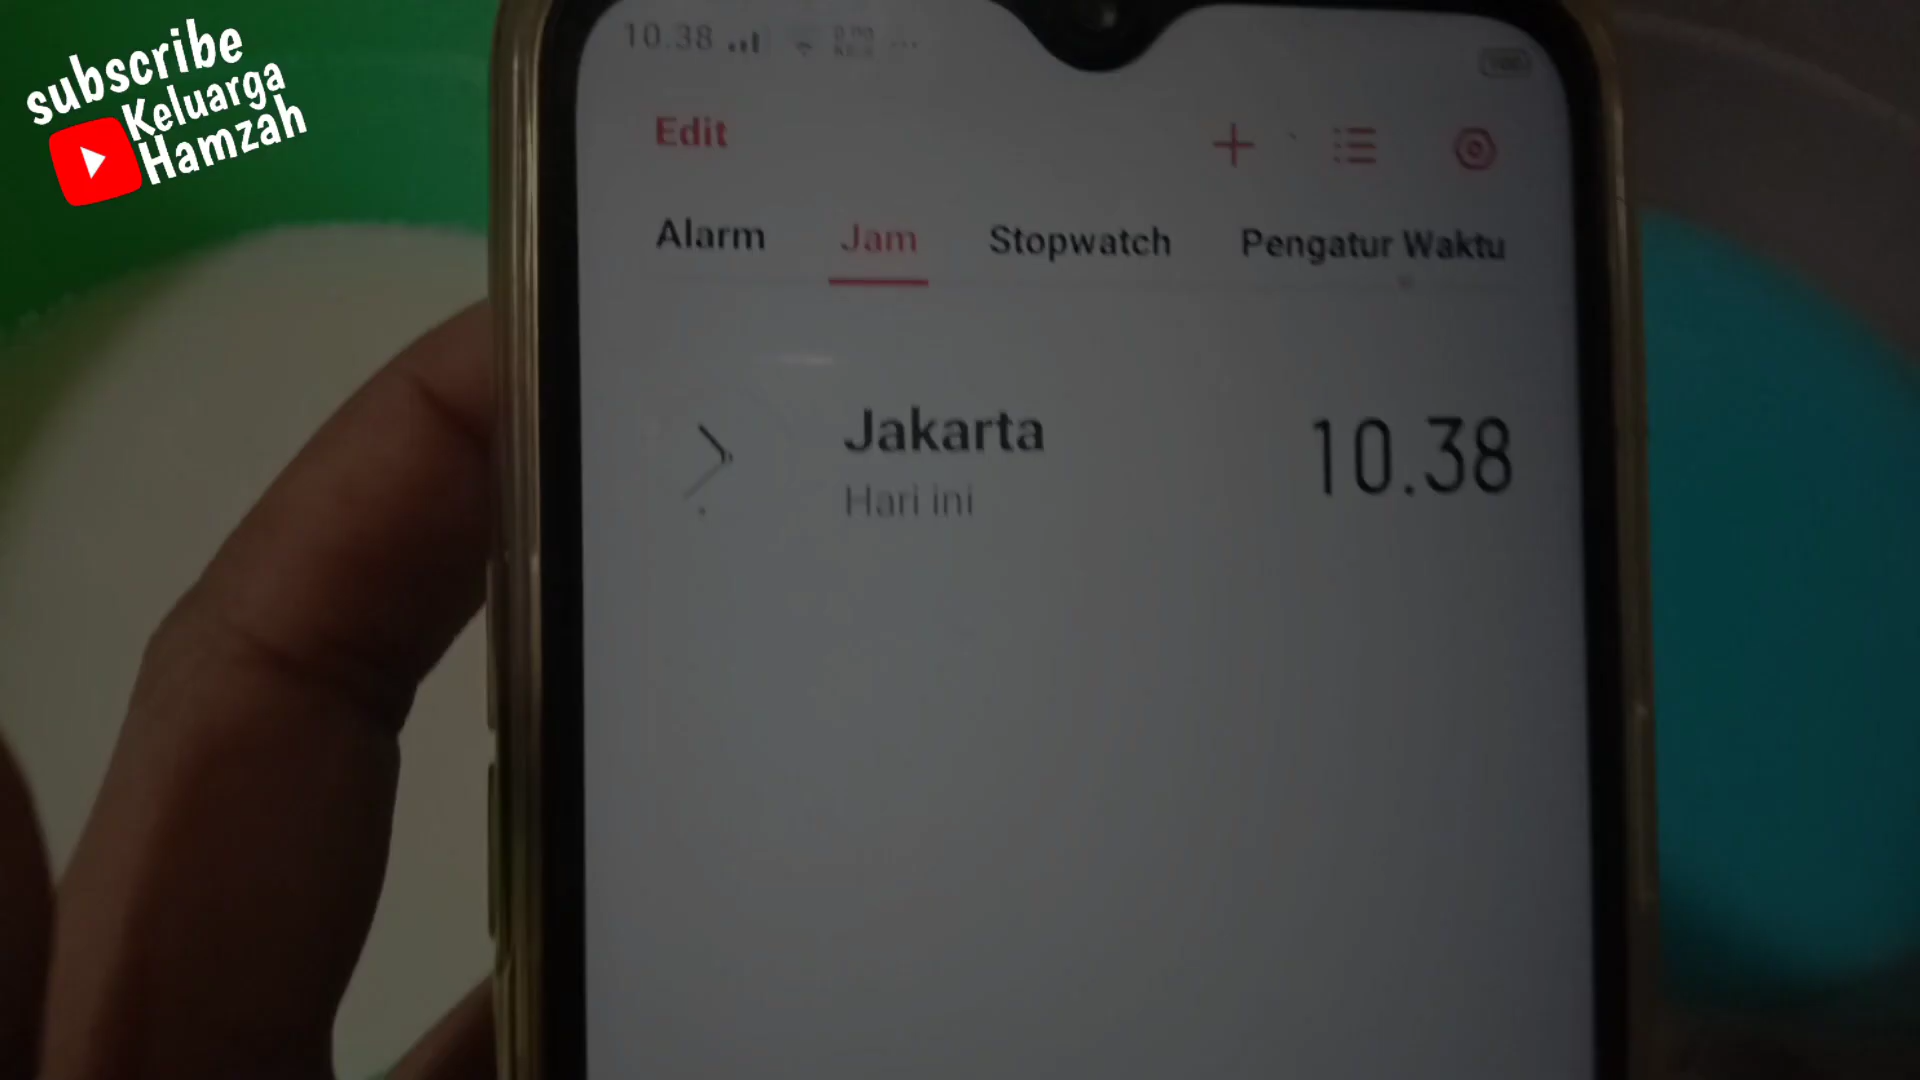 subscribe
Keluarga
Hamzah
10.38
Edit
Alarm Jam Stopwatch Pengatur Waktu
Jakarta 10.38
Hari ini